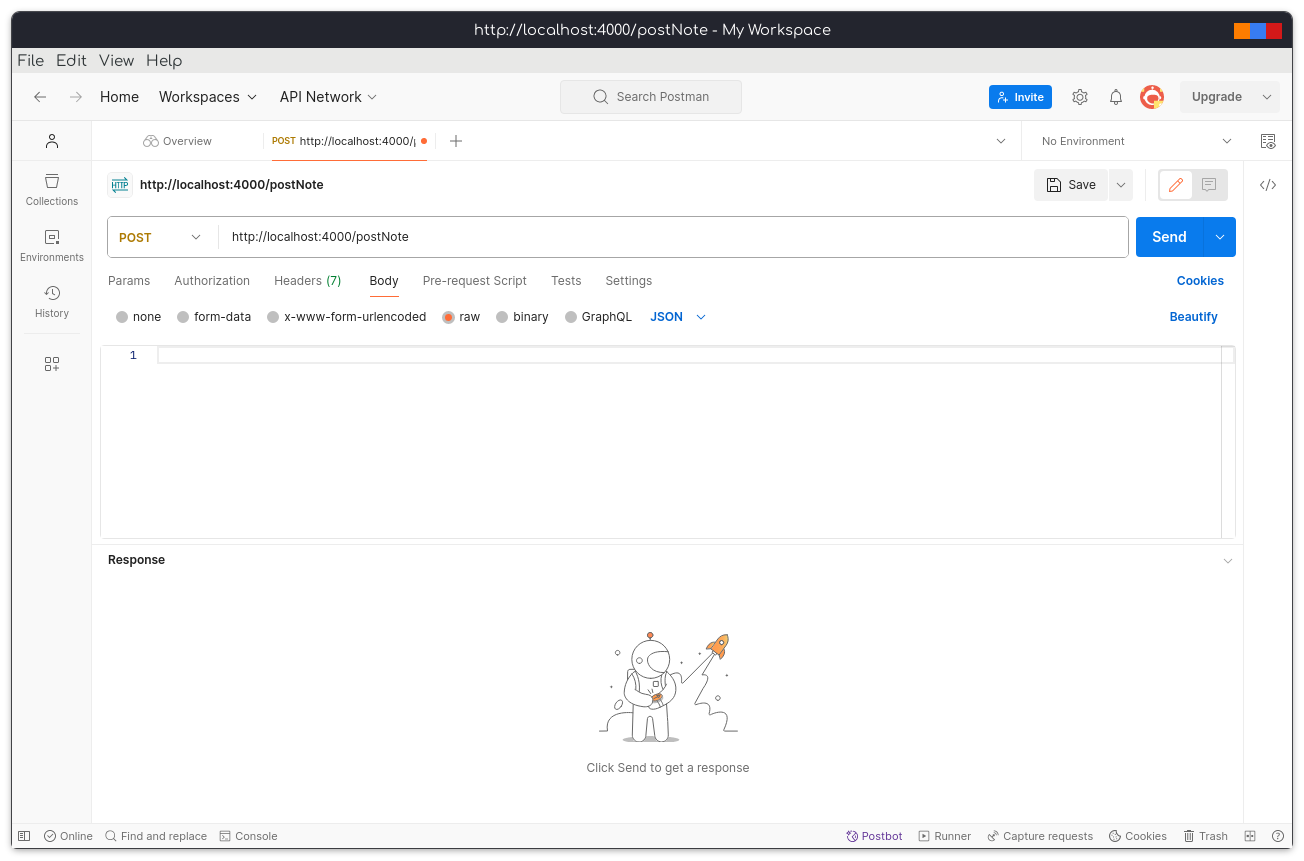 http://localhost:4000/postNote - My Workspace
File Edit View Help
Home Workspaces API Network Search Postman Invite Upgrade
Overview POST http://localhost:4000/p No Environment
HTTP http://localhost:4000/postNote Save
Collections
POST http://localhost:4000/postNote Send
Environments
Params Authorization Headers (7) Body Pre-request Script Tests Settings Cookies
History
none form-data x-www-form-urlencoded raw binary GraphQL JSON Beautify
1
Response
Click Send to get a response
Online Find and replace Console Postbot Runner Capture requests Cookies Trash